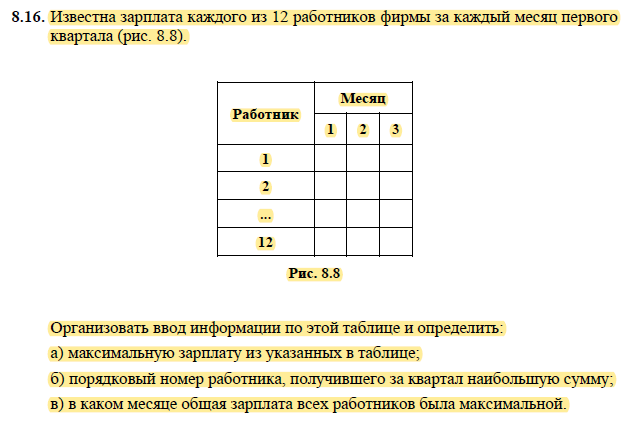 8.16. Известна зарплата каждого из 12 работников фирмы за каждый месяц первого
квартала (рис. 8.8).
Работник
Месяц
1 2 3
1
2
...
12
Рис. 8.8
Организовать ввод информации по этой таблице и определить:
а) максимальную зарплату из указанных в таблице;
б) порядковый номер работника, получившего за квартал наибольшую сумму;
в) в каком месяце общая зарплата всех работников была максимальной.